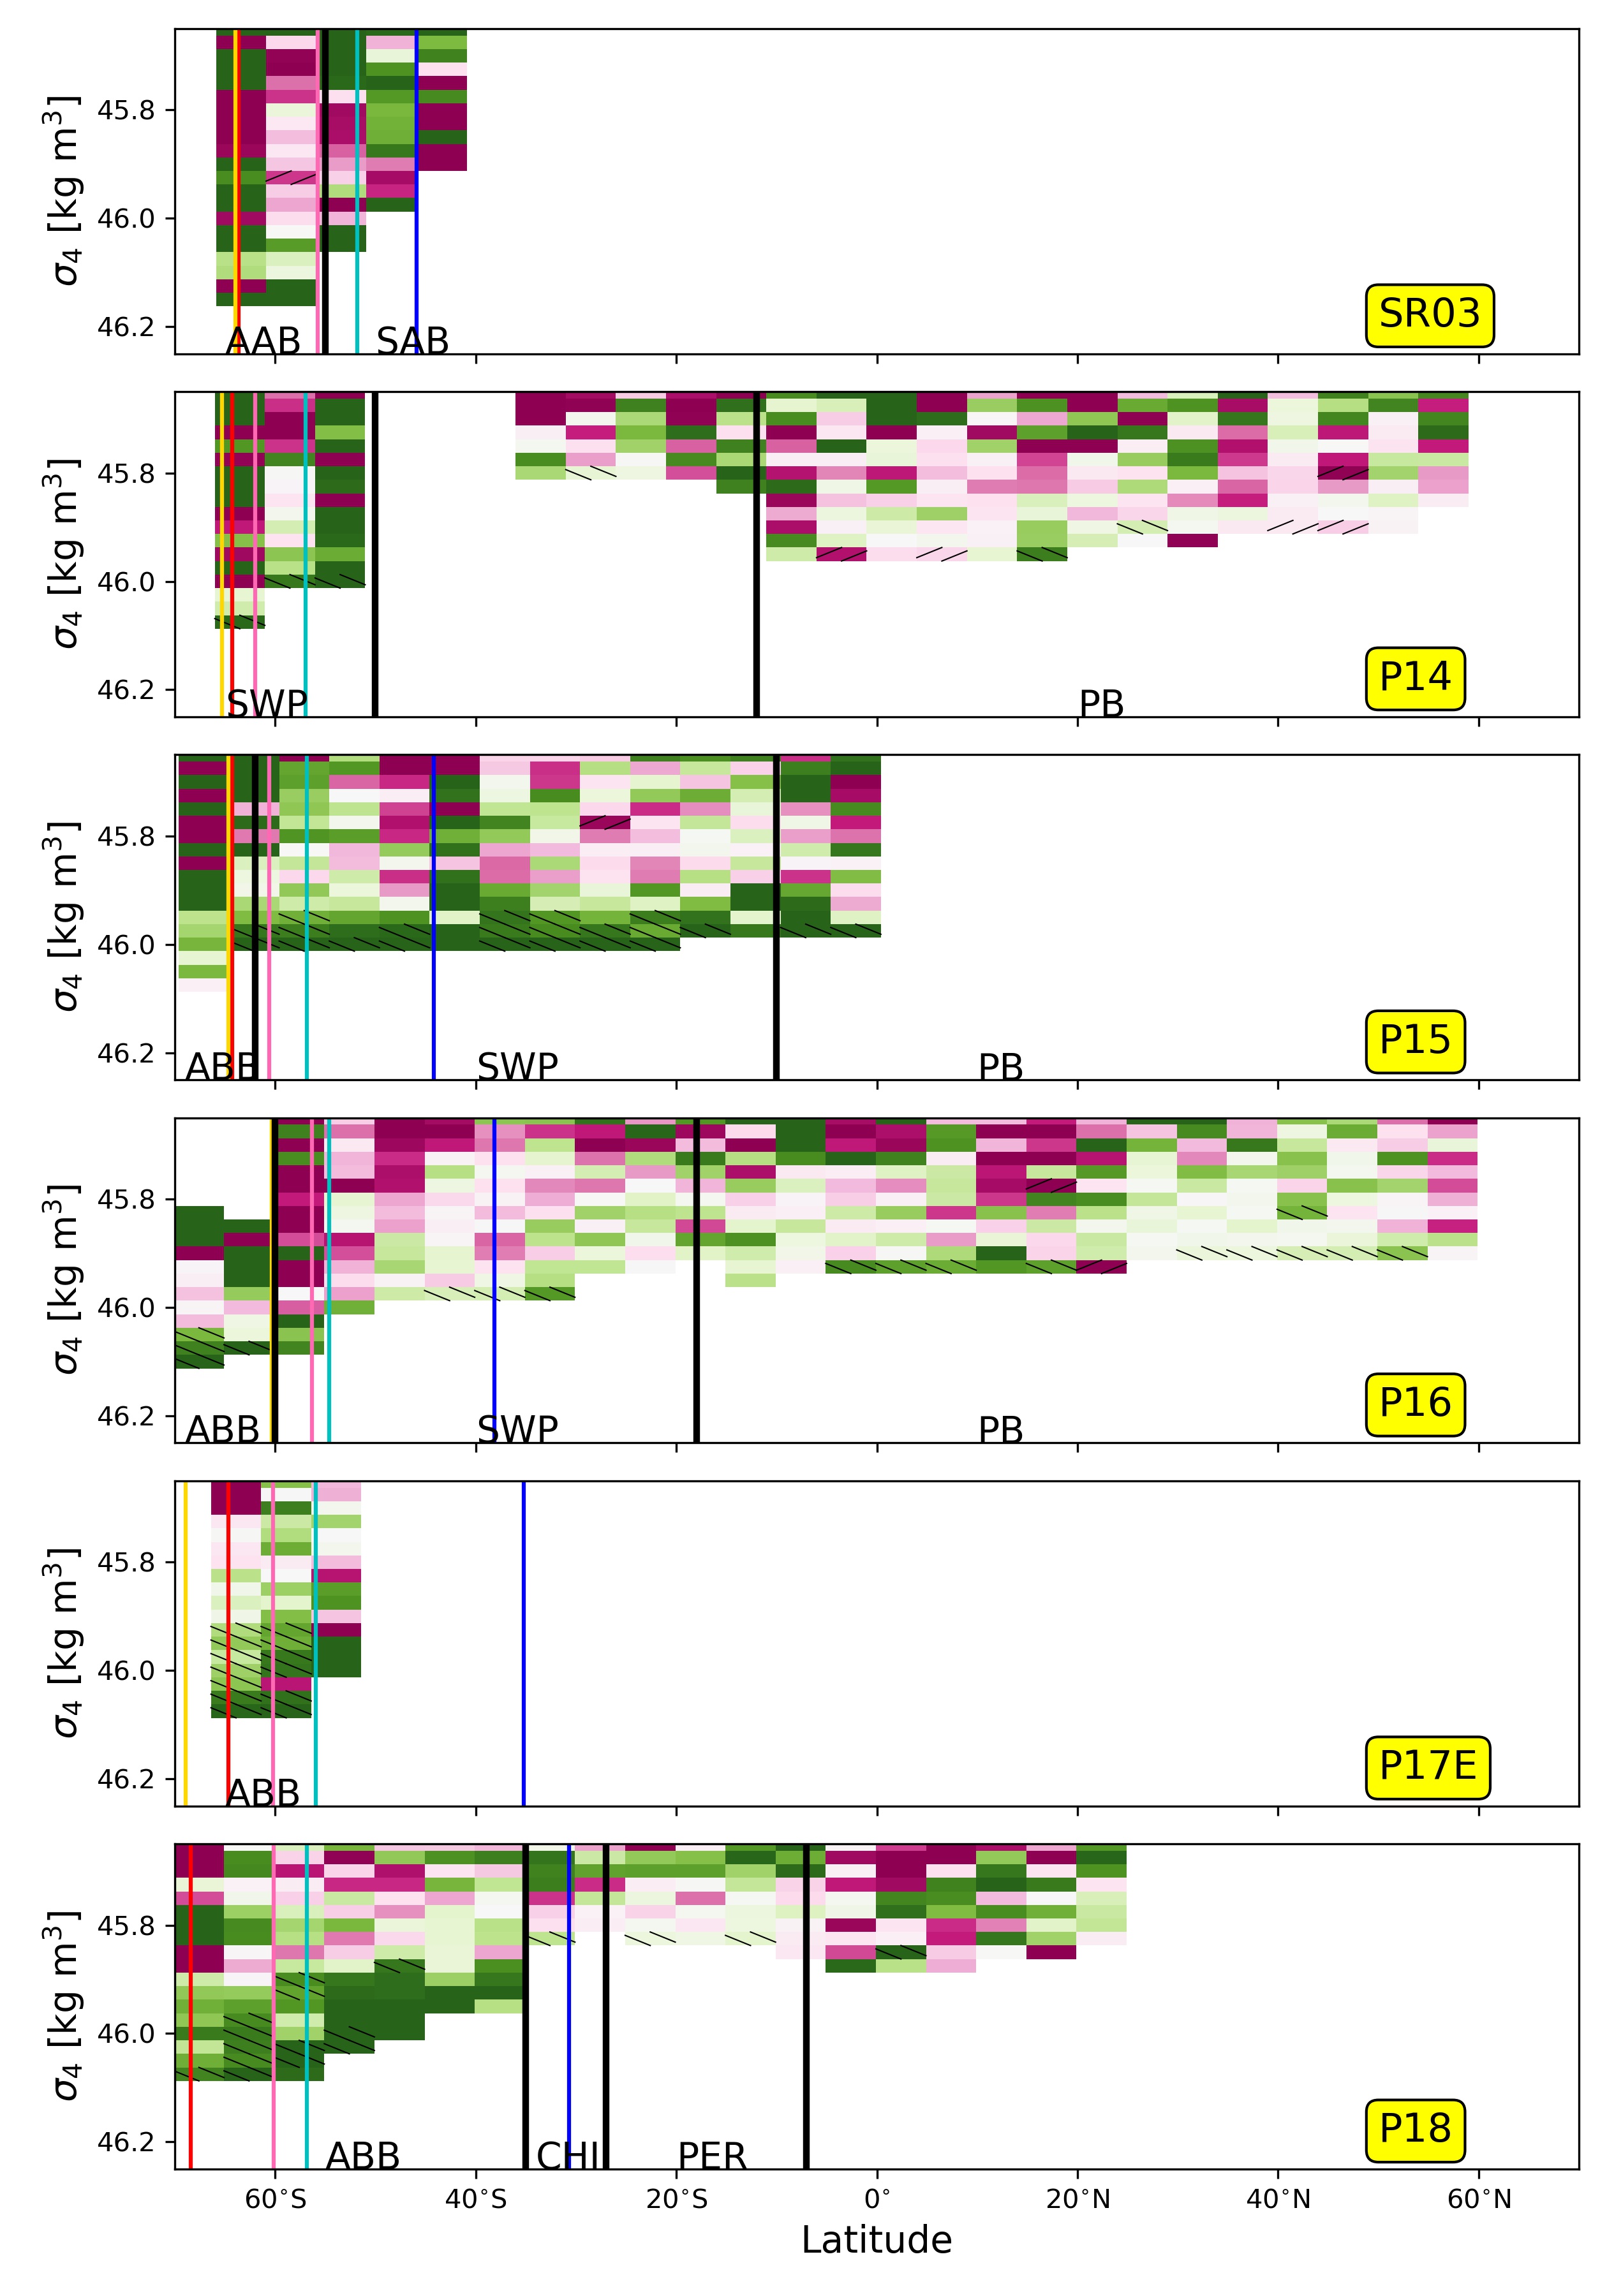 σ₄ [kg m³]
45.8
46.0
46.2
AAB SAB
SR03
σ₄ [kg m³]
45.8
46.0
46.2
SWP PB
P14
σ₄ [kg m³]
45.8
46.0
46.2
ABB SWP PB
P15
σ₄ [kg m³]
45.8
46.0
46.2
ABB SWP PB
P16
σ₄ [kg m³]
45.8
46.0
46.2
ABB
P17E
σ₄ [kg m³]
45.8
46.0
46.2
ABB CHI PER
P18
60°S 40°S 20°S 0° 20°N 40°N 60°N
Latitude